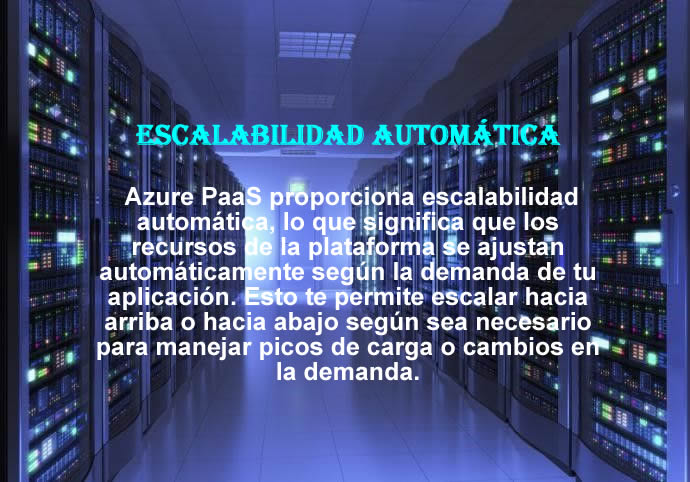 ESCALABILIDAD AUTOMÁTICA
Azure PaaS proporciona escalabilidad
automática, lo que significa que los
recursos de la plataforma se ajustan
automáticamente según la demanda de tu
aplicación. Esto te permite escalar hacia
arriba o hacia abajo según sea necesario
para manejar picos de carga o cambios en
la demanda.